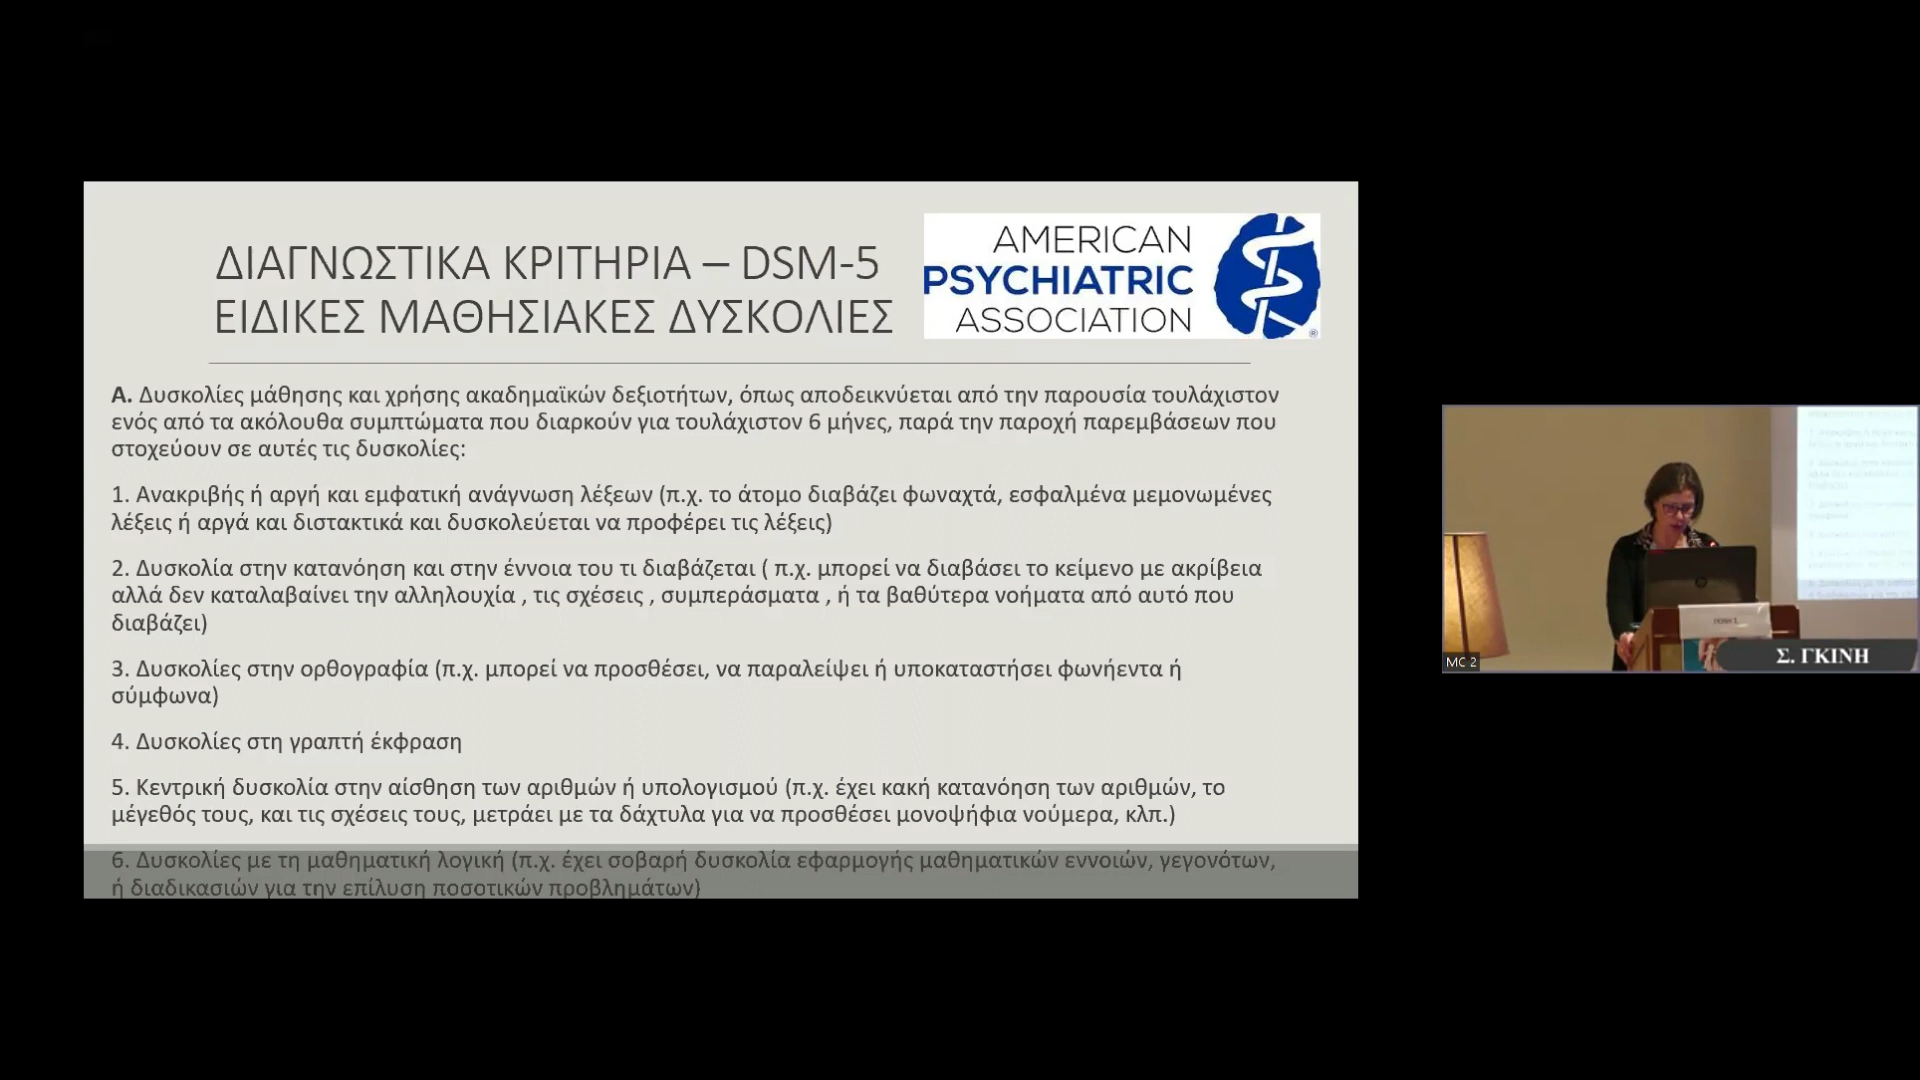 ΔΙΑΓΝΩΣΤΙΚΑ ΚΡΙΤΗΡΙΑ – DSM-5
ΕΙΔΙΚΕΣ ΜΑΘΗΣΙΑΚΕΣ ΔΥΣΚΟΛΙΕΣ
AMERICAN
PSYCHIATRIC
ASSOCIATION
®
Α. Δυσκολίες μάθησης και χρήσης ακαδημαϊκών δεξιοτήτων, όπως αποδεικνύεται από την παρουσία τουλάχιστον
ενός από τα ακόλουθα συμπτώματα που διαρκούν για τουλάχιστον 6 μήνες, παρά την παροχή παρεμβάσεων που
στοχεύουν σε αυτές τις δυσκολίες:
1. Ανακριβής ή αργή και εμφατική ανάγνωση λέξεων (π.χ. το άτομο διαβάζει φωναχτά, εσφαλμένα μεμονωμένες
λέξεις ή αργά και διστακτικά και δυσκολεύεται να προφέρει τις λέξεις)
2. Δυσκολία στην κατανόηση και στην έννοια του τι διαβάζεται ( π.χ. μπορεί να διαβάσει το κείμενο με ακρίβεια
αλλά δεν καταλαβαίνει την αλληλουχία , τις σχέσεις , συμπεράσματα , ή τα βαθύτερα νοήματα από αυτό που
διαβάζει)
3. Δυσκολίες στην ορθογραφία (π.χ. μπορεί να προσθέσει, να παραλείψει ή υποκαταστήσει φωνήεντα ή
σύμφωνα)
4. Δυσκολίες στη γραπτή έκφραση
5. Κεντρική δυσκολία στην αίσθηση των αριθμών ή υπολογισμού (π.χ. έχει κακή κατανόηση των αριθμών, το
μέγεθός τους, και τις σχέσεις τους, μετράει με τα δάχτυλα για να προσθέσει μονοψήφια νούμερα, κλπ.)
6. Δυσκολίες με τη μαθηματική λογική (π.χ. έχει σοβαρή δυσκολία εφαρμογής μαθηματικών εννοιών, γεγονότων,
ή διαδικασιών για την επίλυση ποσοτικών προβλημάτων)
MC 2
Σ. ΓΚΙΝΗ